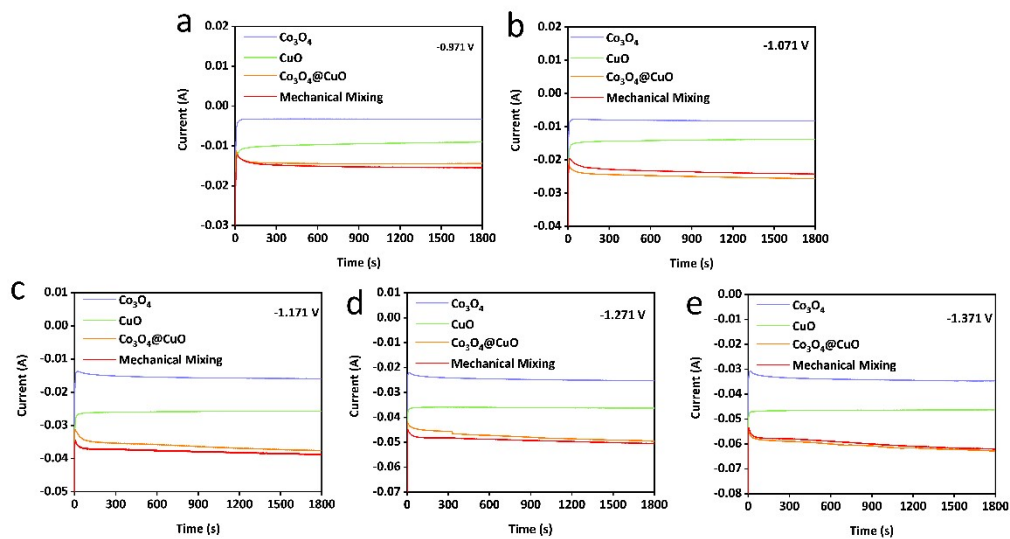 a
Co₃O₄
CuO
Co₃O₄@CuO
Mechanical Mixing
-0.971 V
0.02
0.01
0.00
-0.01
-0.02
-0.03
Current (A)
0 300 600 900 1200 1500 1800
Time (s)
b
Co₃O₄
CuO
Co₃O₄@CuO
Mechanical Mixing
-1.071 V
0.02
0.01
0.00
-0.01
-0.02
-0.03
-0.04
Current (A)
0 300 600 900 1200 1500 1800
Time (s)
c
Co₃O₄
CuO
Co₃O₄@CuO
Mechanical Mixing
-1.171 V
0.01
0.00
-0.01
-0.02
-0.03
-0.04
-0.05
Current (A)
0 300 600 900 1200 1500 1800
Time (s)
d
Co₃O₄
CuO
Co₃O₄@CuO
Mechanical Mixing
-1.271 V
0.01
0.00
-0.01
-0.02
-0.03
-0.04
-0.05
-0.06
-0.07
Current (A)
0 300 600 900 1200 1500 1800
Time (s)
e
Co₃O₄
CuO
Co₃O₄@CuO
Mechanical Mixing
-1.371 V
0.00
-0.01
-0.02
-0.03
-0.04
-0.05
-0.06
-0.07
-0.08
Current (A)
0 300 600 900 1200 1500 1800
Time (s)